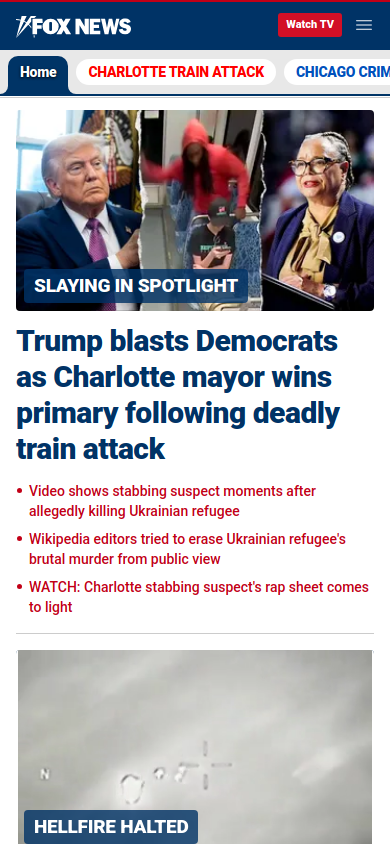 FOX NEWS
Watch TV
Home
CHARLOTTE TRAIN ATTACK
CHICAGO CRIM
SLAYING IN SPOTLIGHT
Trump blasts Democrats
as Charlotte mayor wins
primary following deadly
train attack
Video shows stabbing suspect moments after
allegedly killing Ukrainian refugee
Wikipedia editors tried to erase Ukrainian refugee's
brutal murder from public view
WATCH: Charlotte stabbing suspect's rap sheet comes
to light
N
HELLFIRE HALTED